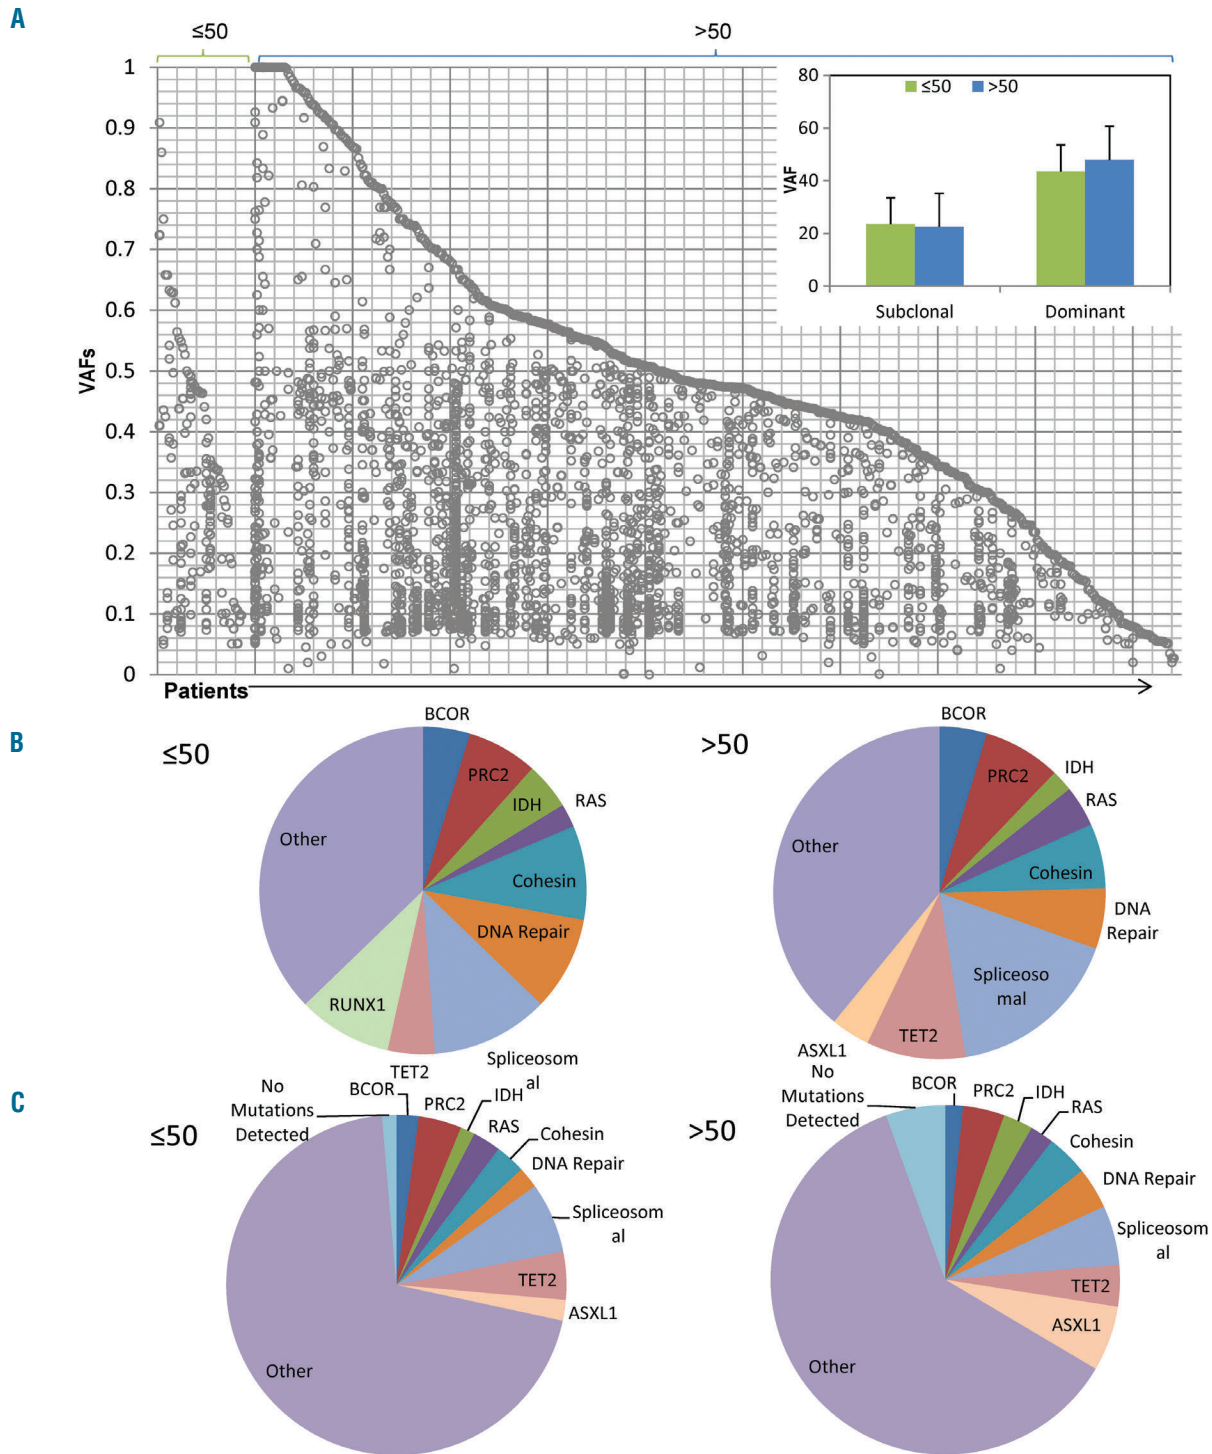 A
≤50
>50
1
0.9
0.8
0.7
0.6
0.5
0.4
0.3
0.2
0.1
0
VAFs
Patients
80
60
40
20
0
VAF
≤50
>50
Subclonal
Dominant
B
≤50
BCOR
PRC2
IDH
RAS
Cohesin
DNA Repair
Spliceosom
al
TET2
RUNX1
Other
>50
BCOR
PRC2
IDH
RAS
Cohesin
DNA
Repair
Spliceoso
mal
TET2
ASXL1
Other
C
≤50
No
Mutations
Detected
BCOR
PRC2
IDH
RAS
Cohesin
DNA Repair
Spliceosom
al
TET2
ASXL1
Other
>50
No
Mutations
Detected
BCOR
PRC2
IDH
RAS
Cohesin
DNA Repair
Spliceosom
al
TET2
ASXL1
Other